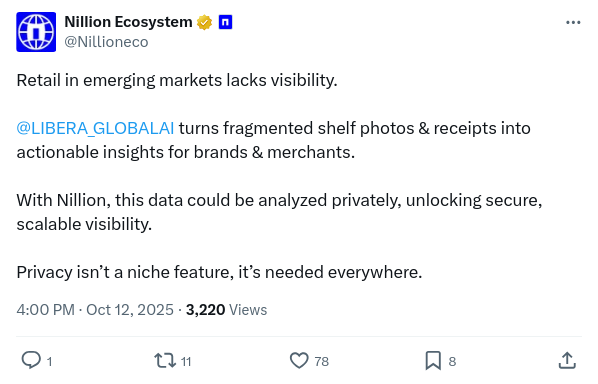 Nillion Ecosystem
@Nillioneco
Retail in emerging markets lacks visibility.
@LIBERA_GLOBALAI turns fragmented shelf photos & receipts into
actionable insights for brands & merchants.
With Nillion, this data could be analyzed privately, unlocking secure,
scalable visibility.
Privacy isn’t a niche feature, it’s needed everywhere.
4:00 PM · Oct 12, 2025 · 3,220 Views
1 11 78 8